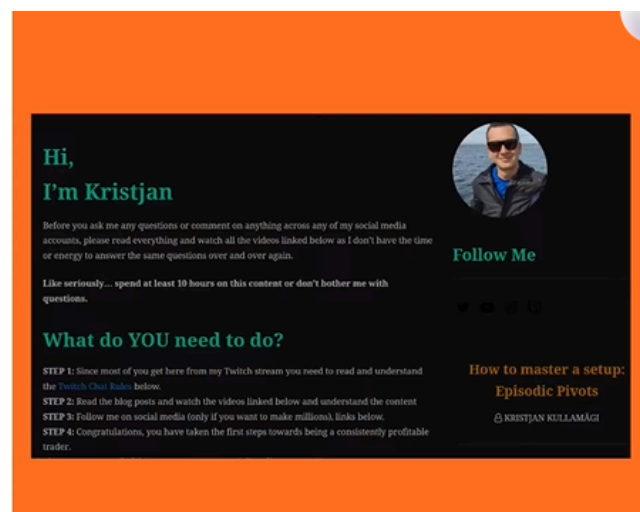 Hi,
I'm Kristjan
Before you ask me any questions or comment on anything across any of my social media
accounts, please read everything and watch all the videos linked below as I don't have the time
or energy to answer the same questions over and over again.
Like seriously… spend at least 10 hours on this content or don't bother me with
questions.
What do YOU need to do?
STEP 1: Since most of you get here from my Twitch stream you need to read and understand
the Twitch Chat Rules below.
STEP 2: Read the blog posts and watch the videos linked below and understand the content
STEP 3: Follow me on social media (only if you want to make millions), links below.
STEP 4: Congratulations, you have taken the first steps towards being a consistently profitable
trader.
Follow Me
How to master a setup:
Episodic Pivots
KRISTJAN KULLAMÄGI